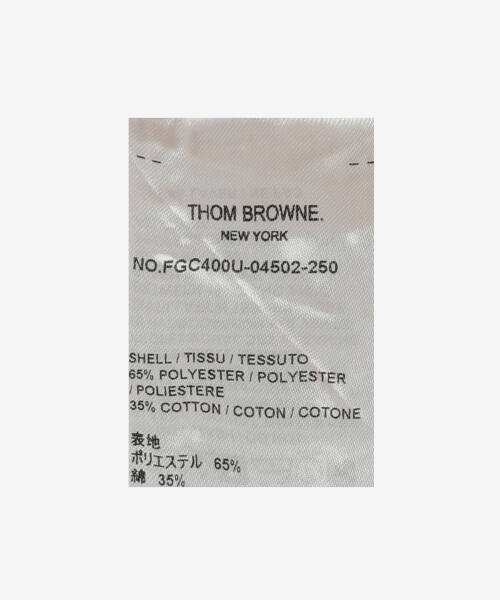 THOM BROWNE.
NEW YORK
NO.FGC400U-04502-250
SHELL / TISSU / TESSUTO
65% POLYESTER / POLYESTER
/ POLIESTERE
35% COTTON / COTON / COTONE
表地
ポリエステル 65%
綿 35%